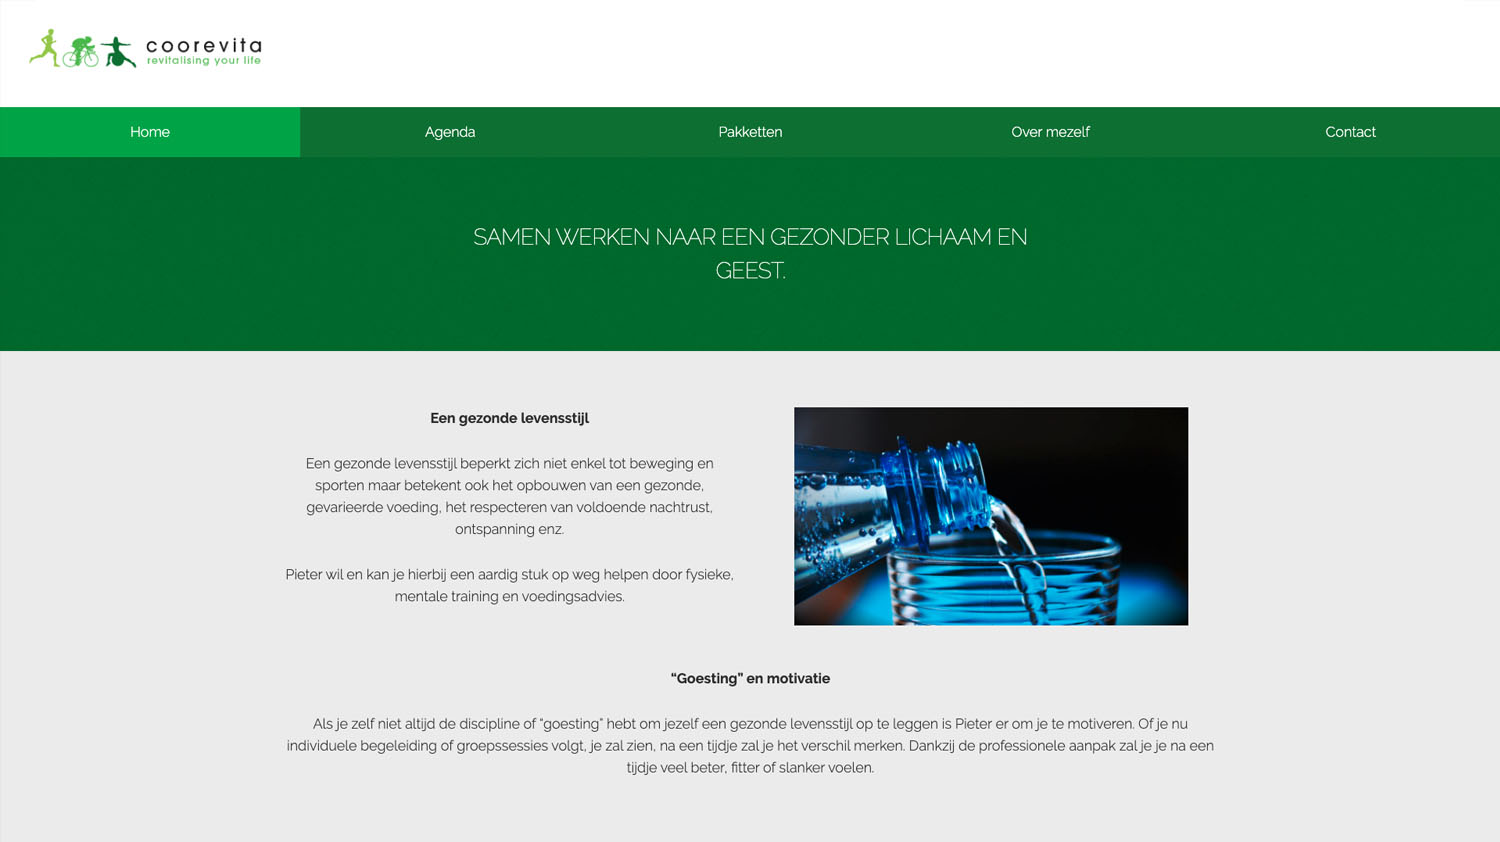 coorevita
revitalising your life
Home
Agenda
Pakketten
Over mezelf
Contact
SAMEN WERKEN NAAR EEN GEZONDER LICHAAM EN
GEEST.
Een gezonde levensstijl
Een gezonde levensstijl beperkt zich niet enkel tot beweging en
sporten maar betekent ook het opbouwen van een gezonde,
gevarieerde voeding, het respecteren van voldoende nachtrust,
ontspanning enz.
Pieter wil en kan je hierbij een aardig stuk op weg helpen door fysieke,
mentale training en voedingsadvies.
“Goesting” en motivatie
Als je zelf niet altijd de discipline of “goesting” hebt om jezelf een gezonde levensstijl op te leggen is Pieter er om je te motiveren. Of je nu
individuele begeleiding of groepssessies volgt, je zal zien, na een tijdje zal je het verschil merken. Dankzij de professionele aanpak zal je je na een
tijdje veel beter, fitter of slanker voelen.